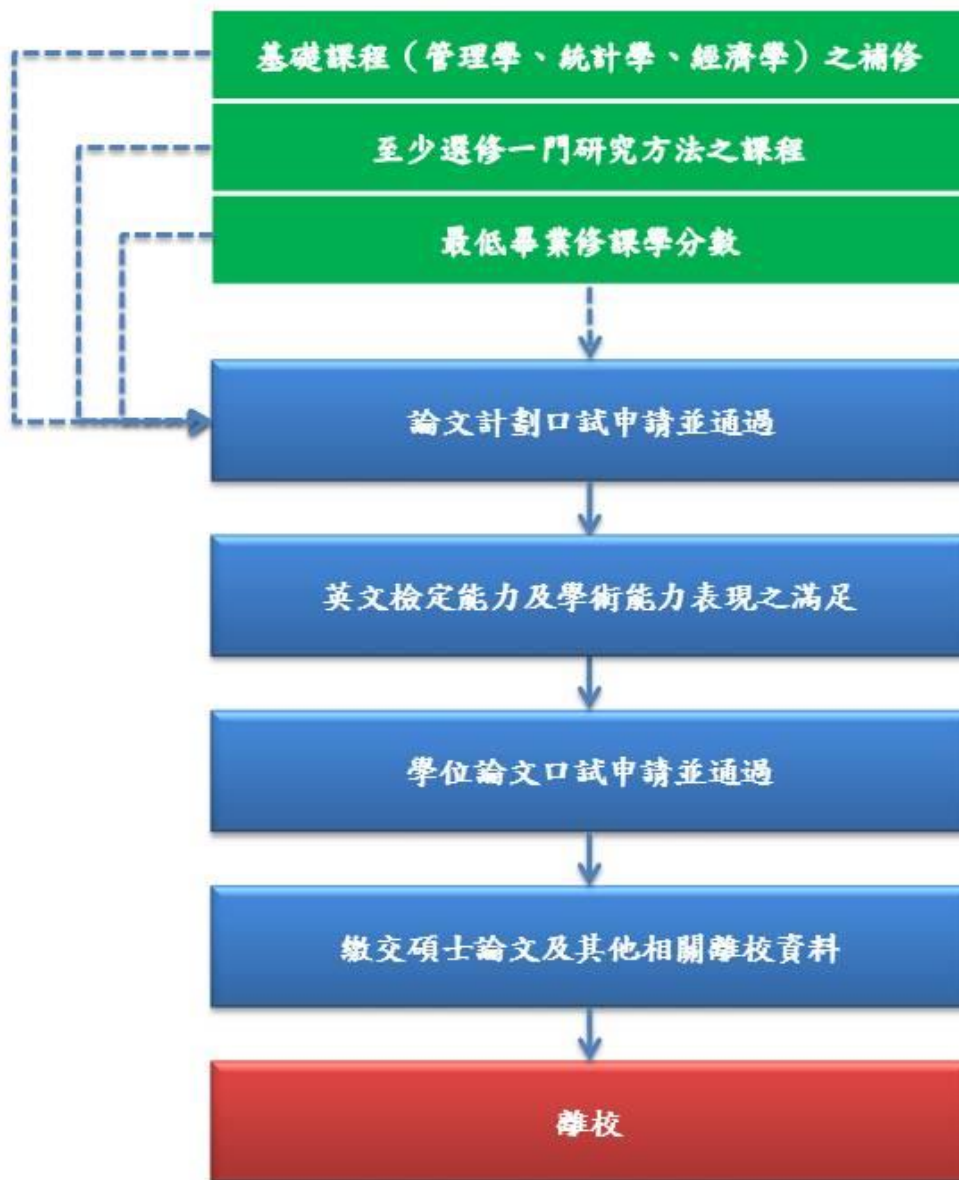 基礎課程（管理學、統計學、經濟學）之補修
至少選修一門研究方法之課程
最低畢業修課學分數
論文計劃口試申請並通過
英文檢定能力及學術能力表現之滿足
學位論文口試申請並通過
繳交碩士論文及其他相關離校資料
離校